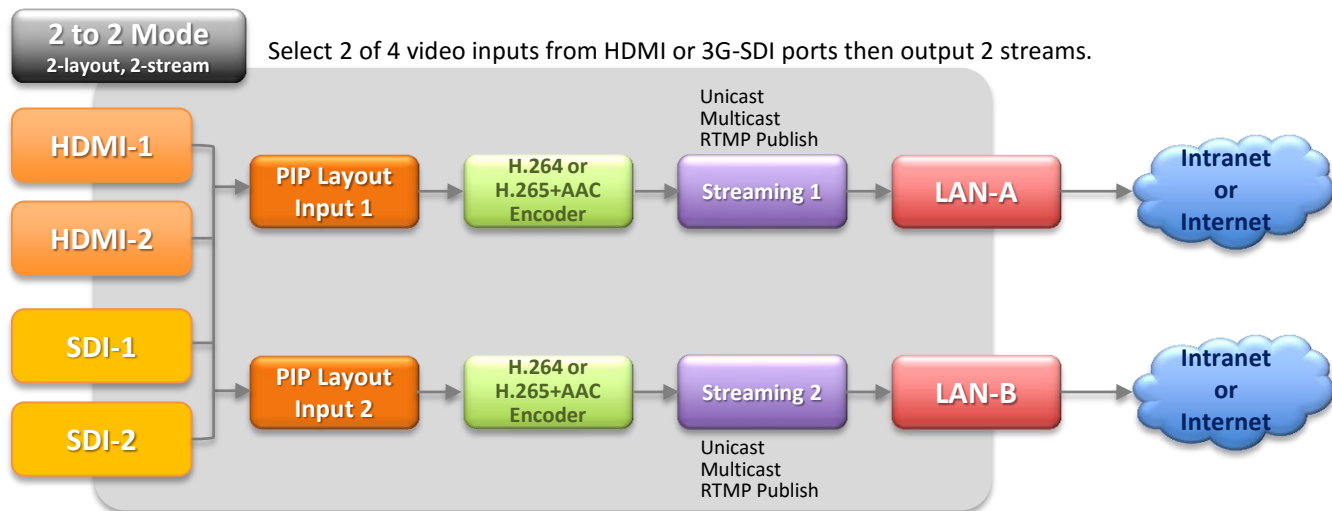 2 to 2 Mode
2-layout, 2-stream
Select 2 of 4 video inputs from HDMI or 3G-SDI ports then output 2 streams.
Unicast
Multicast
RTMP Publish
HDMI-1
HDMI-2
PIP Layout
Input 1
H.264 or
H.265+AAC
Encoder
Streaming 1
LAN-A
Intranet
or
Internet
SDI-1
SDI-2
PIP Layout
Input 2
H.264 or
H.265+AAC
Encoder
Streaming 2
LAN-B
Intranet
or
Internet
Unicast
Multicast
RTMP Publish